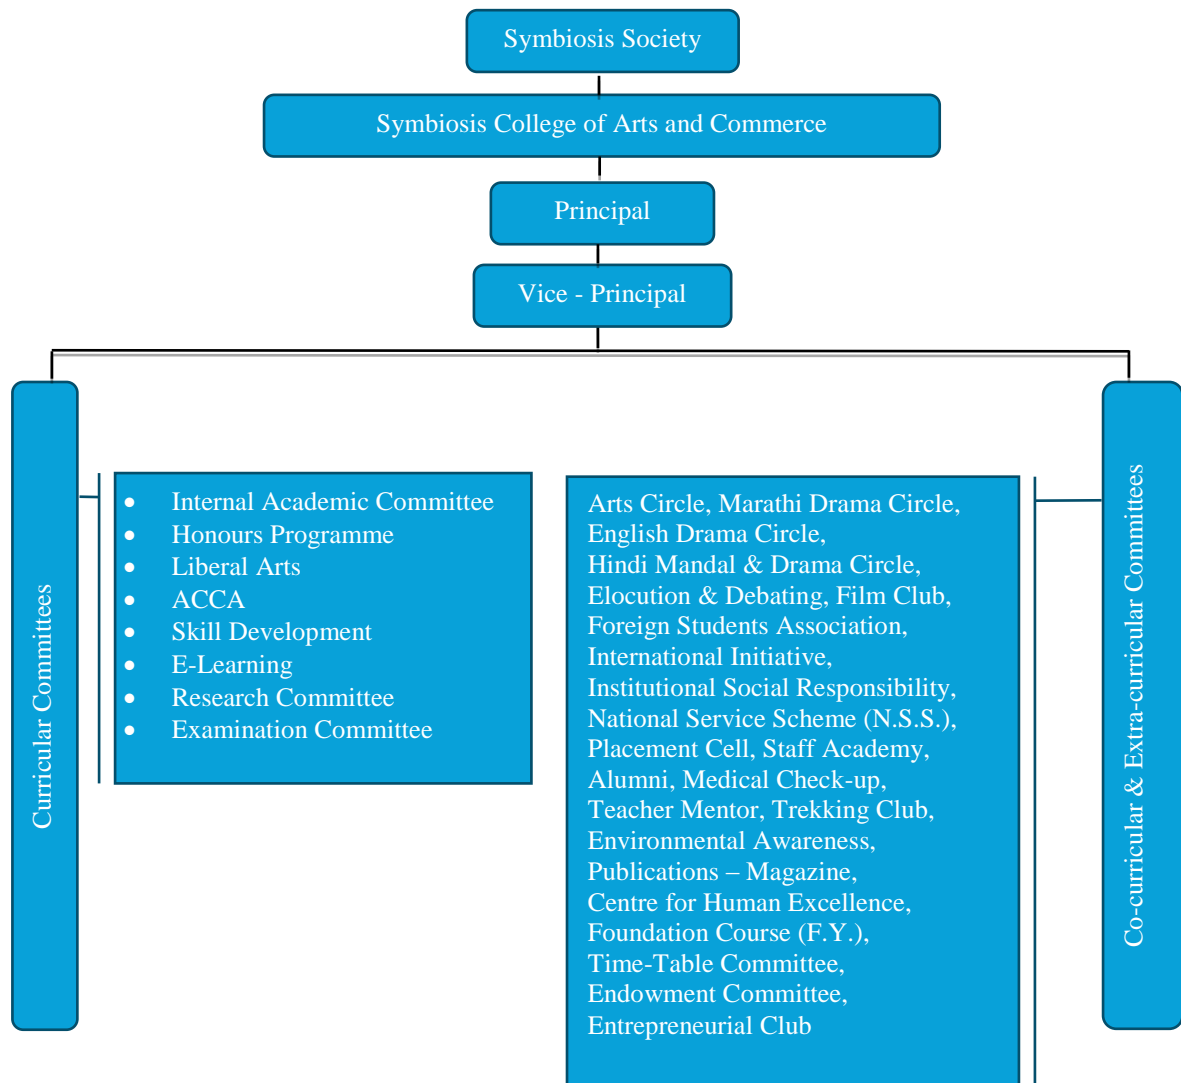 Symbiosis Society
Symbiosis College of Arts and Commerce
Principal
Vice - Principal
Curricular Committees
• Internal Academic Committee
• Honours Programme
• Liberal Arts
• ACCA
• Skill Development
• E-Learning
• Research Committee
• Examination Committee
Arts Circle, Marathi Drama Circle,
English Drama Circle,
Hindi Mandal & Drama Circle,
Elocution & Debating, Film Club,
Foreign Students Association,
International Initiative,
Institutional Social Responsibility,
National Service Scheme (N.S.S.),
Placement Cell, Staff Academy,
Alumni, Medical Check-up,
Teacher Mentor, Trekking Club,
Environmental Awareness,
Publications – Magazine,
Centre for Human Excellence,
Foundation Course (F.Y.),
Time-Table Committee,
Endowment Committee,
Entrepreneurial Club
Co-curricular & Extra-curricular Committees